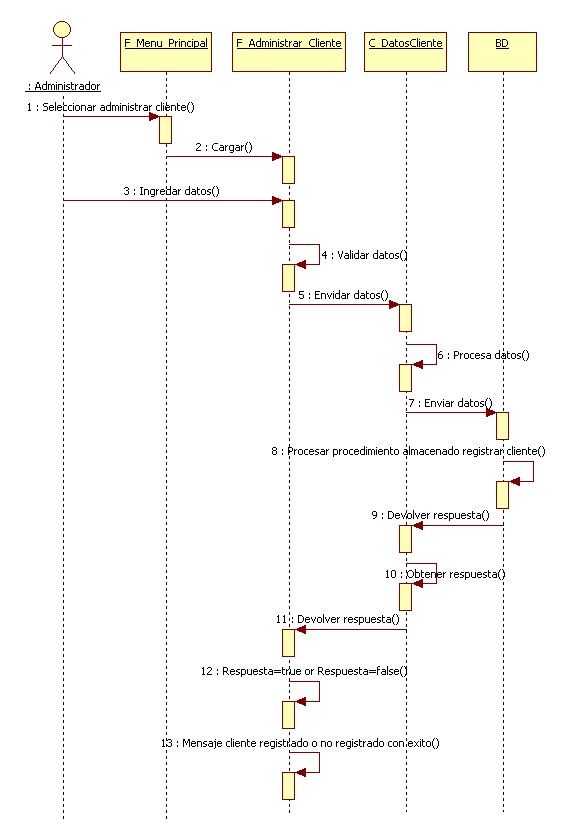 F_Menu_Principal
F_Administrar_Cliente
C_DatosCliente
BD
: Administrador
1 : Seleccionar administrar cliente()
2 : Cargar()
3 : Ingredar datos()
4 : Validar datos()
5 : Envidar datos()
6 : Procesa datos()
7 : Enviar datos()
8 : Procesar procedimiento almacenado registrar cliente()
9 : Devolver respuesta()
10 : Obtener respuesta()
11 : Devolver respuesta()
12 : Respuesta=true or Respuesta=false()
13 : Mensaje cliente registrado o no registrado con exito()